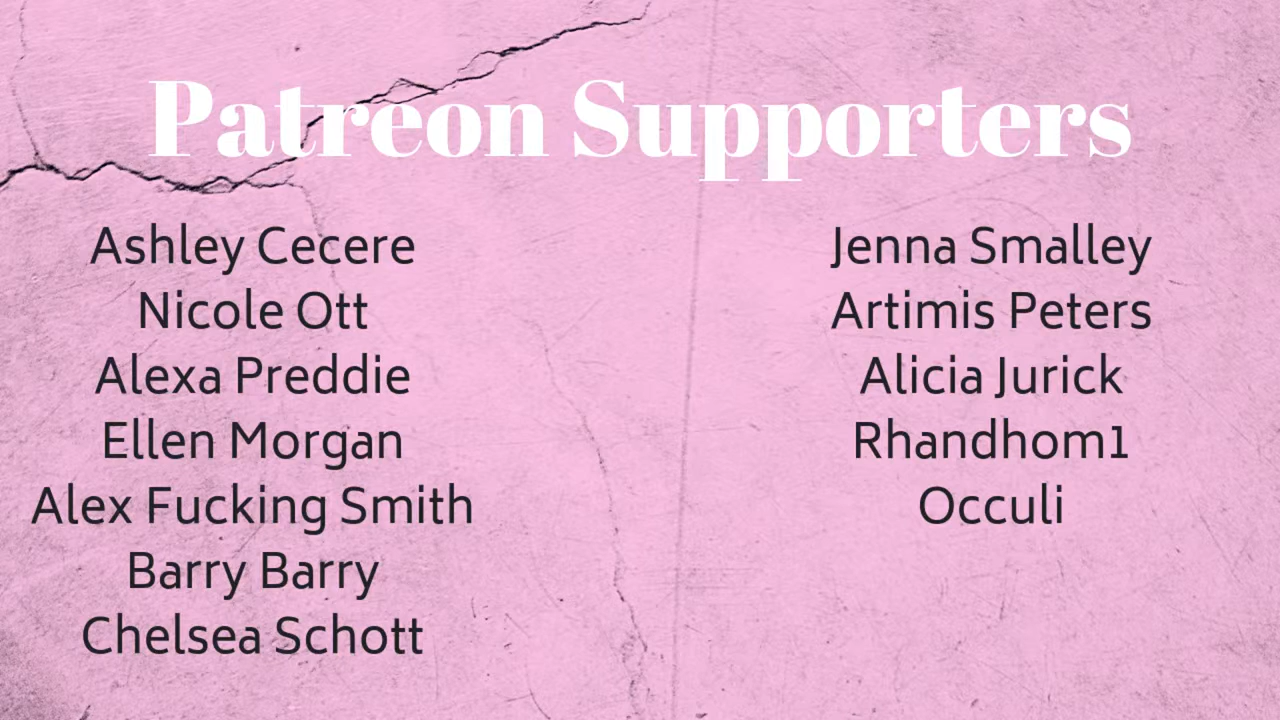 Patreon Supporters
Ashley Cecere
Nicole Ott
Alexa Preddie
Ellen Morgan
Alex Fucking Smith
Barry Barry
Chelsea Schott
Jenna Smalley
Artimis Peters
Alicia Jurick
Rhandhom1
Occuli